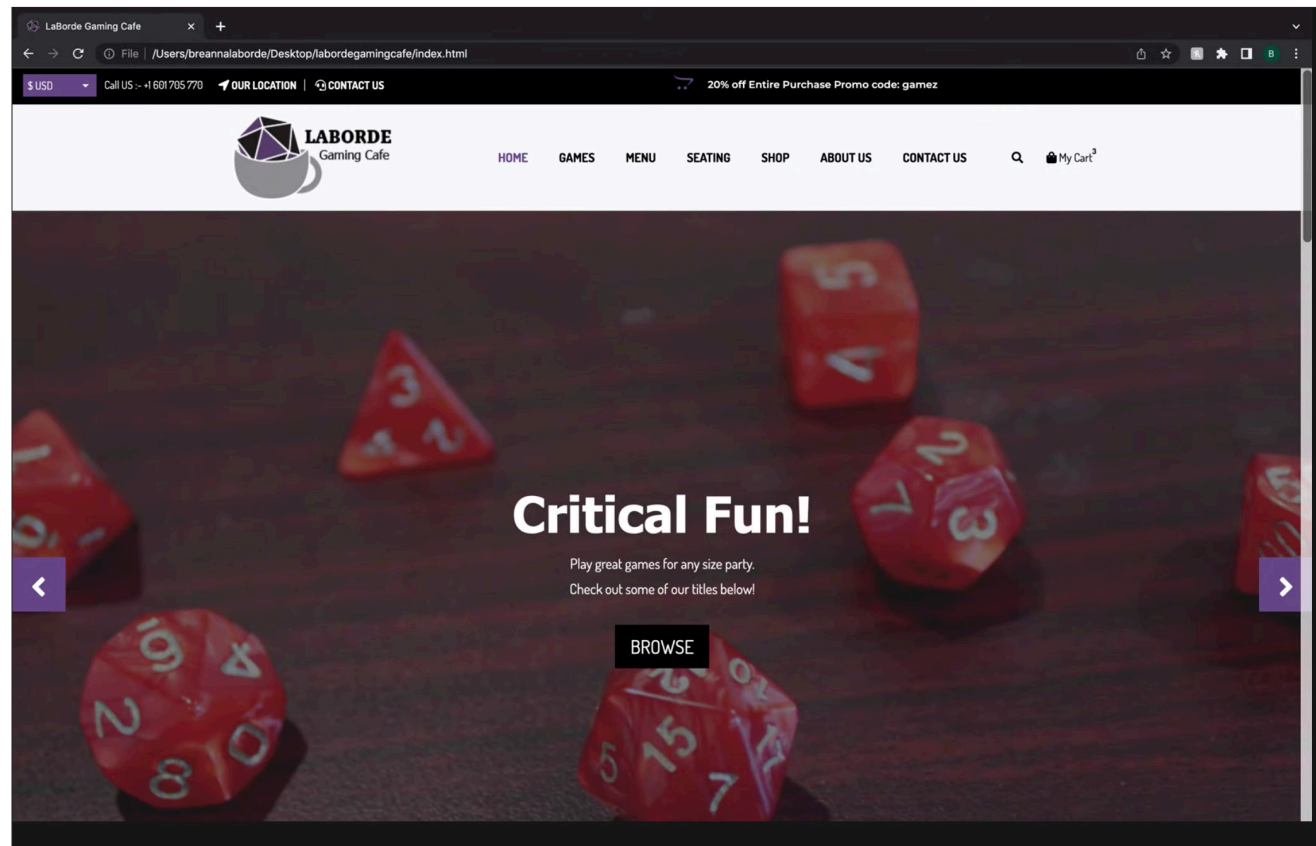 LaBorde Gaming Cafe
File | /Users/breannalaborde/Desktop/labordegamingcafe/index.html
B
$ USD Call US :- +1 601 705 770 OUR LOCATION | CONTACT US 20% off Entire Purchase Promo code: gamez
LABORDE
Gaming Cafe
HOME GAMES MENU SEATING SHOP ABOUT US CONTACT US My Cart 3
Critical Fun!
Play great games for any size party.
Check out some of our titles below!
BROWSE